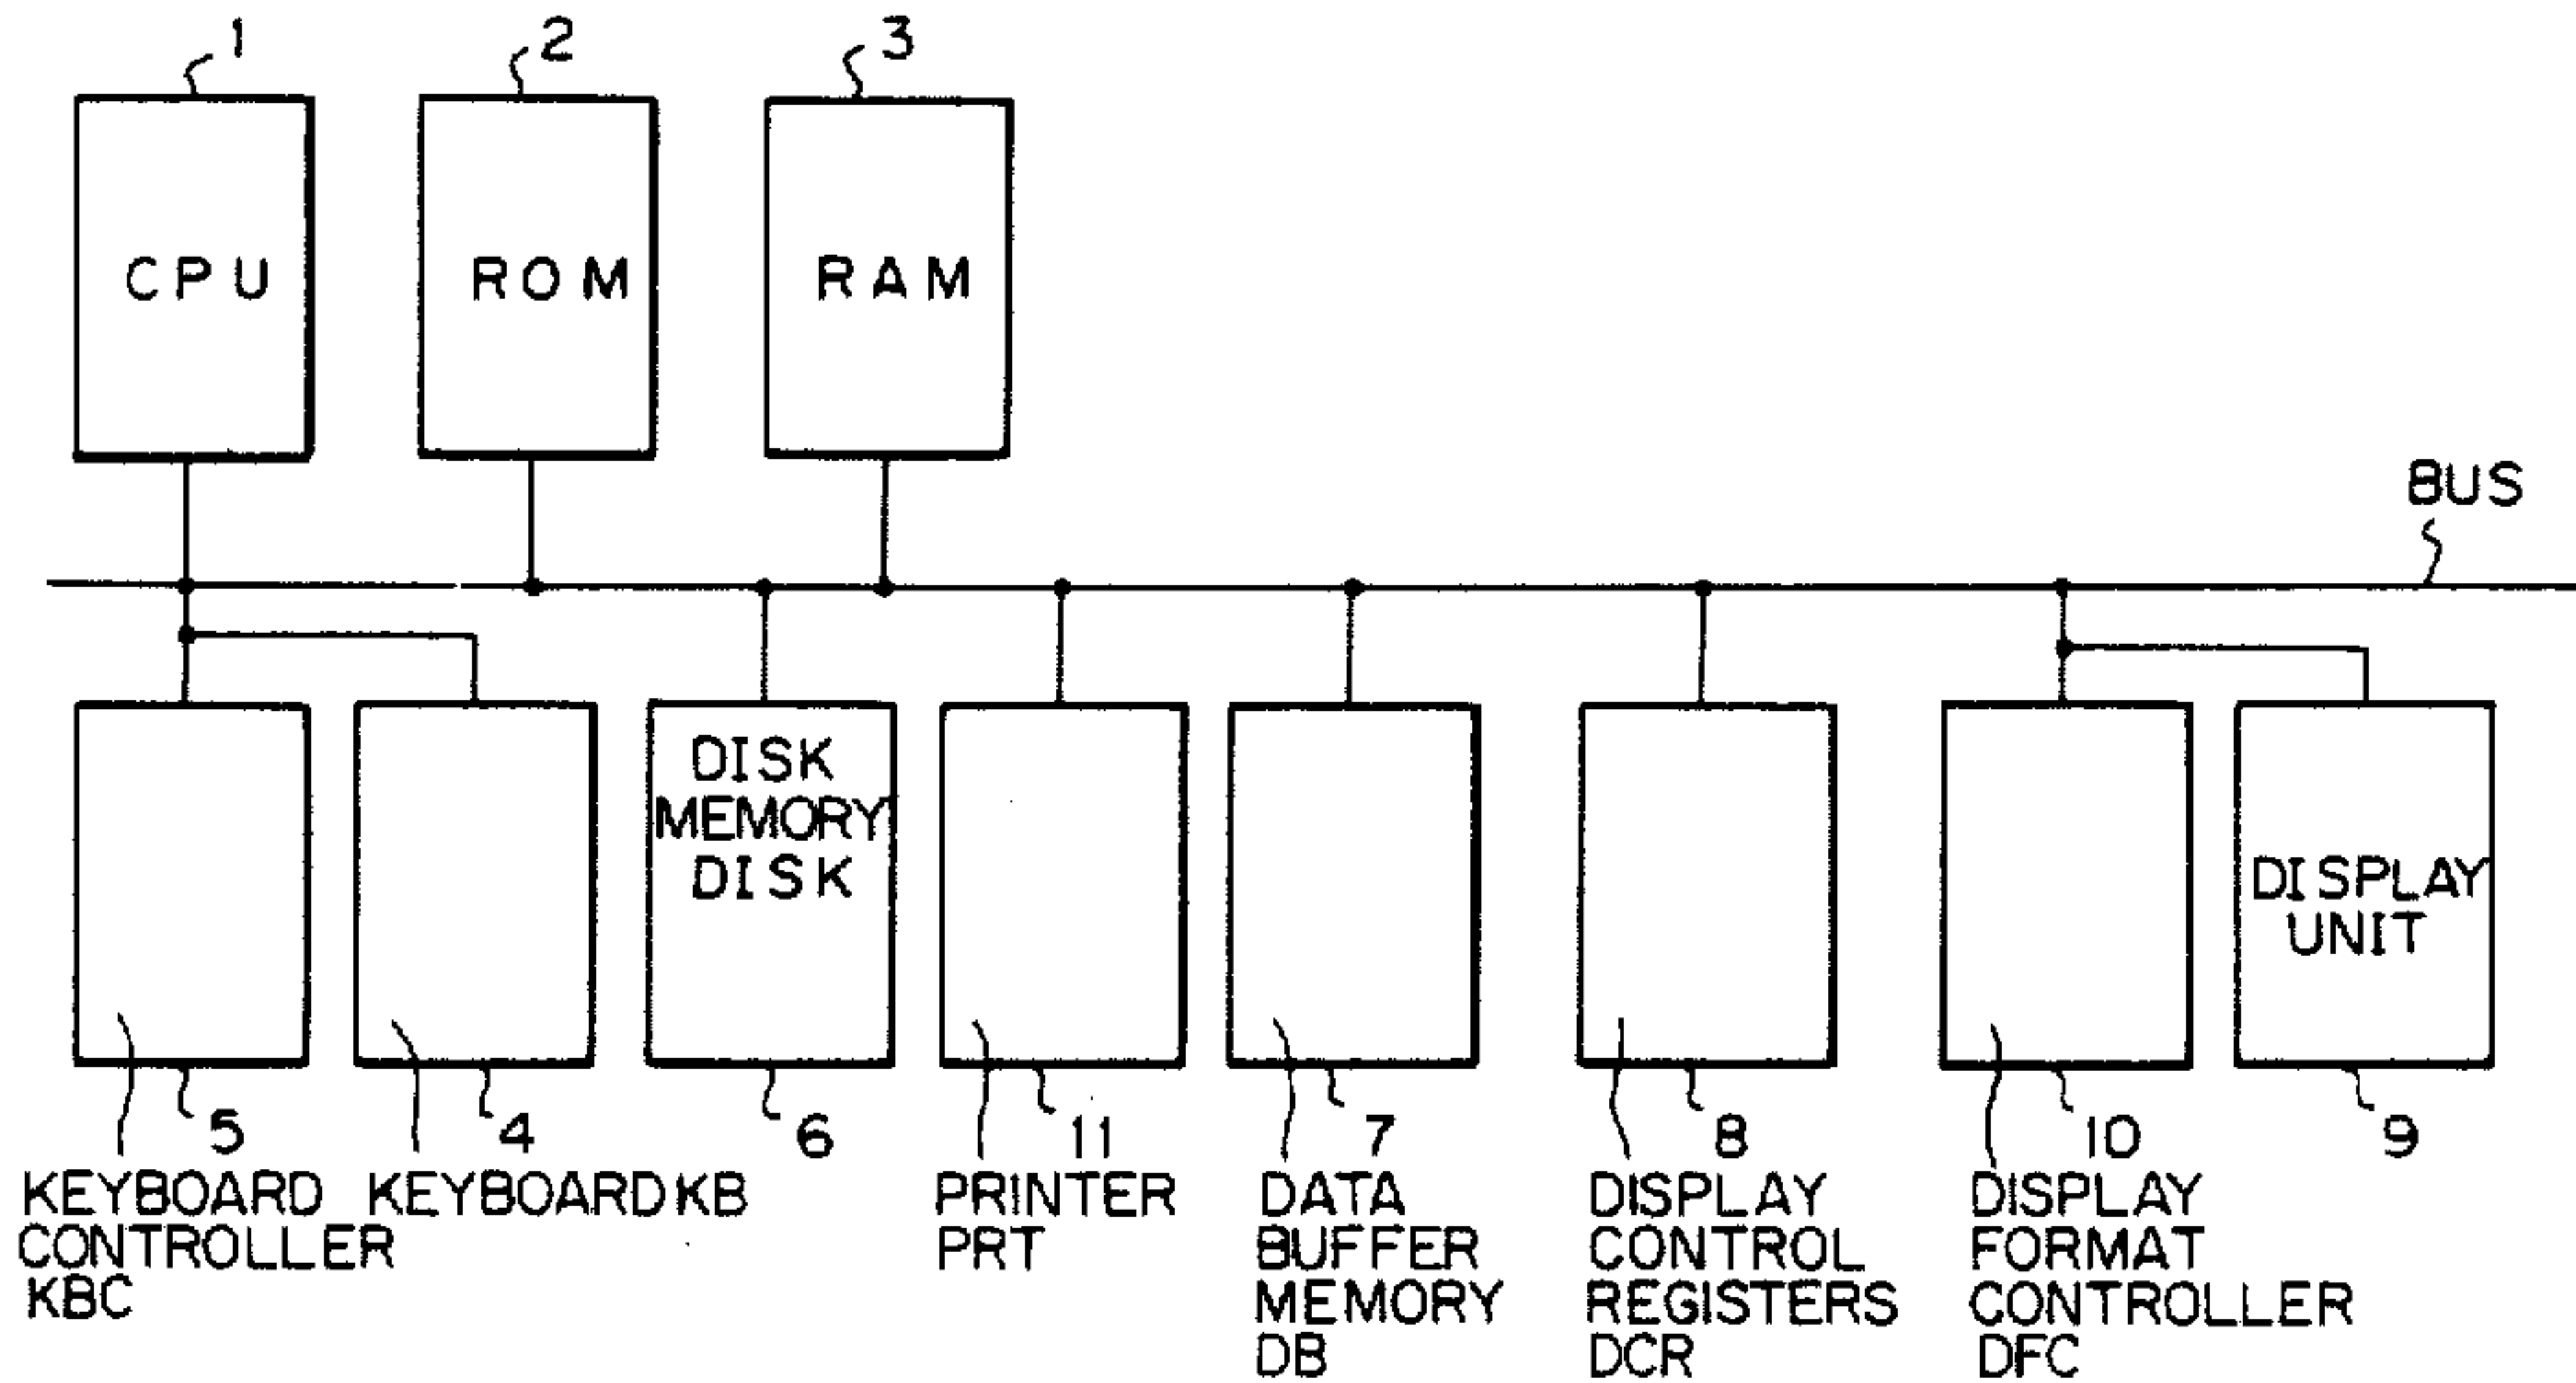 1
2
3
CPU
ROM
RAM
BUS
DISK
MEMORY
DISK
DISPLAY
UNIT
5
4
6
11
7
8
10
9
KEYBOARD
CONTROLLER
KBC
KEYBOARD KB
PRINTER
PRT
DATA
BUFFER
MEMORY
DB
DISPLAY
CONTROL
REGISTERS
DCR
DISPLAY
FORMAT
CONTROLLER
DFC